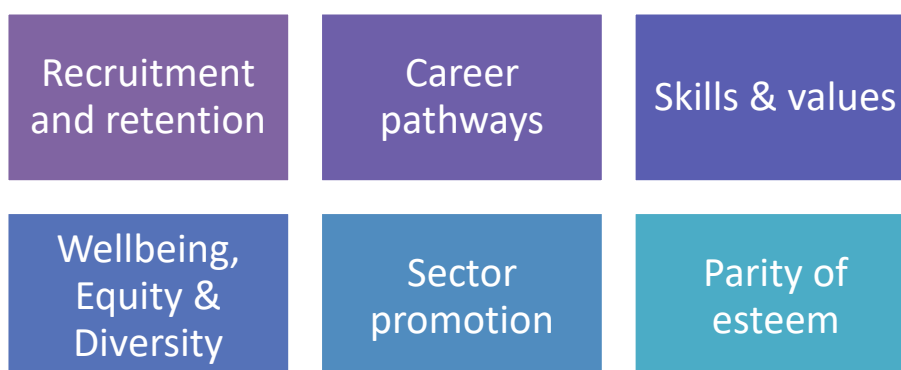 Recruitment
and retention
Career
pathways
Skills & values
Wellbeing,
Equity &
Diversity
Sector
promotion
Parity of
esteem